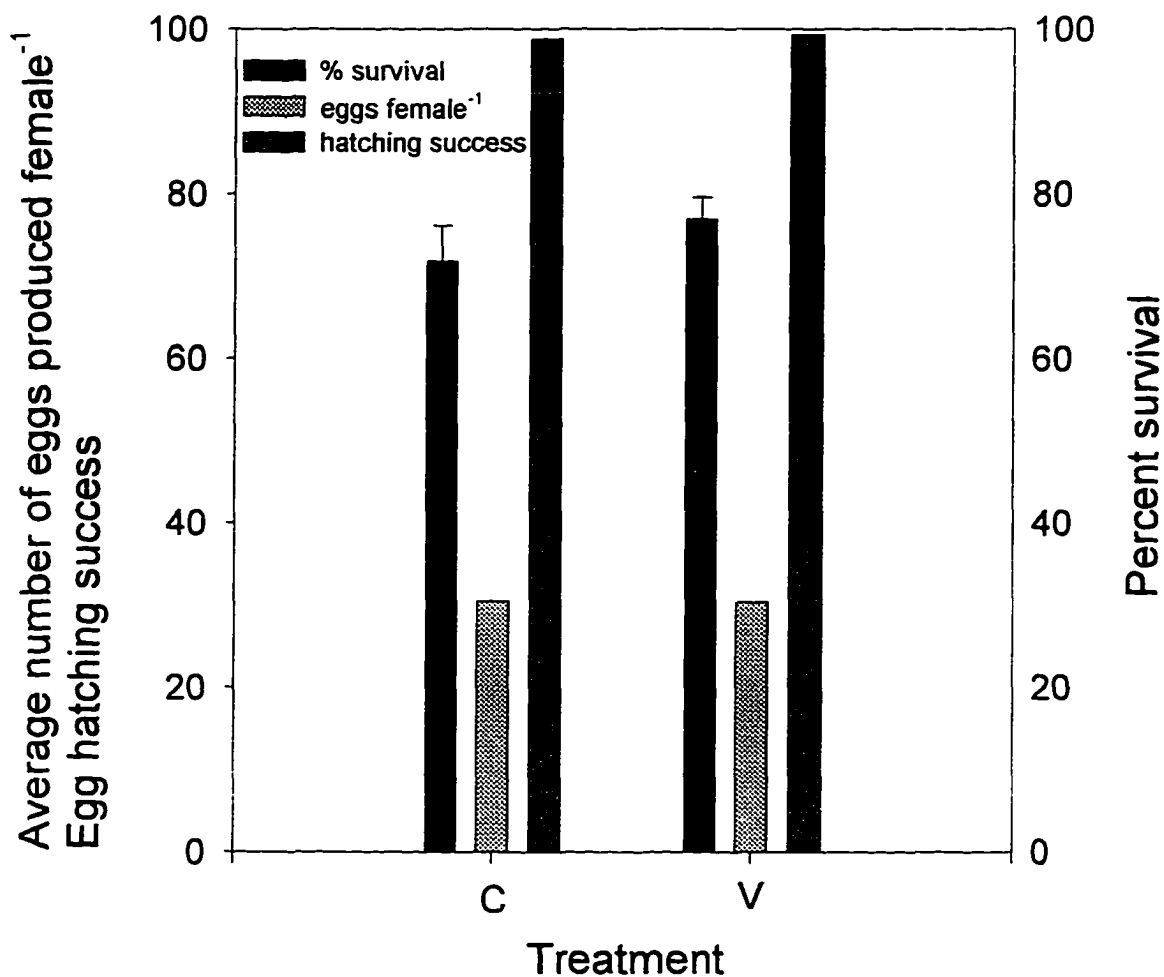 Average number of eggs produced female⁻¹
Egg hatching success
100
80
60
40
20
0
% survival
eggs female⁻¹
hatching success
100
80
60
40
20
0
Percent survival
C
V
Treatment